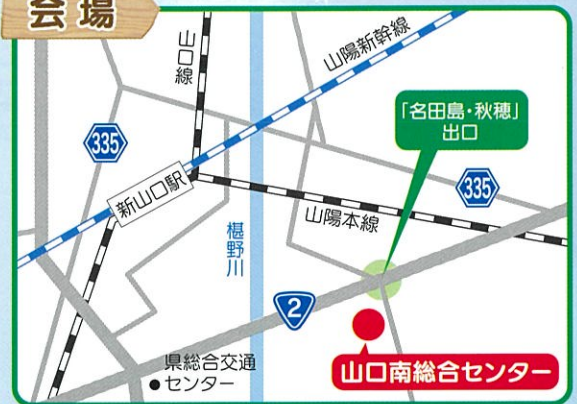 会場
山口線
山陽新幹線
「名田島・秋穂」
出口
335
335
新山口駅
山陽本線
椹野川
2
県総合交通
センター
山口南総合センター